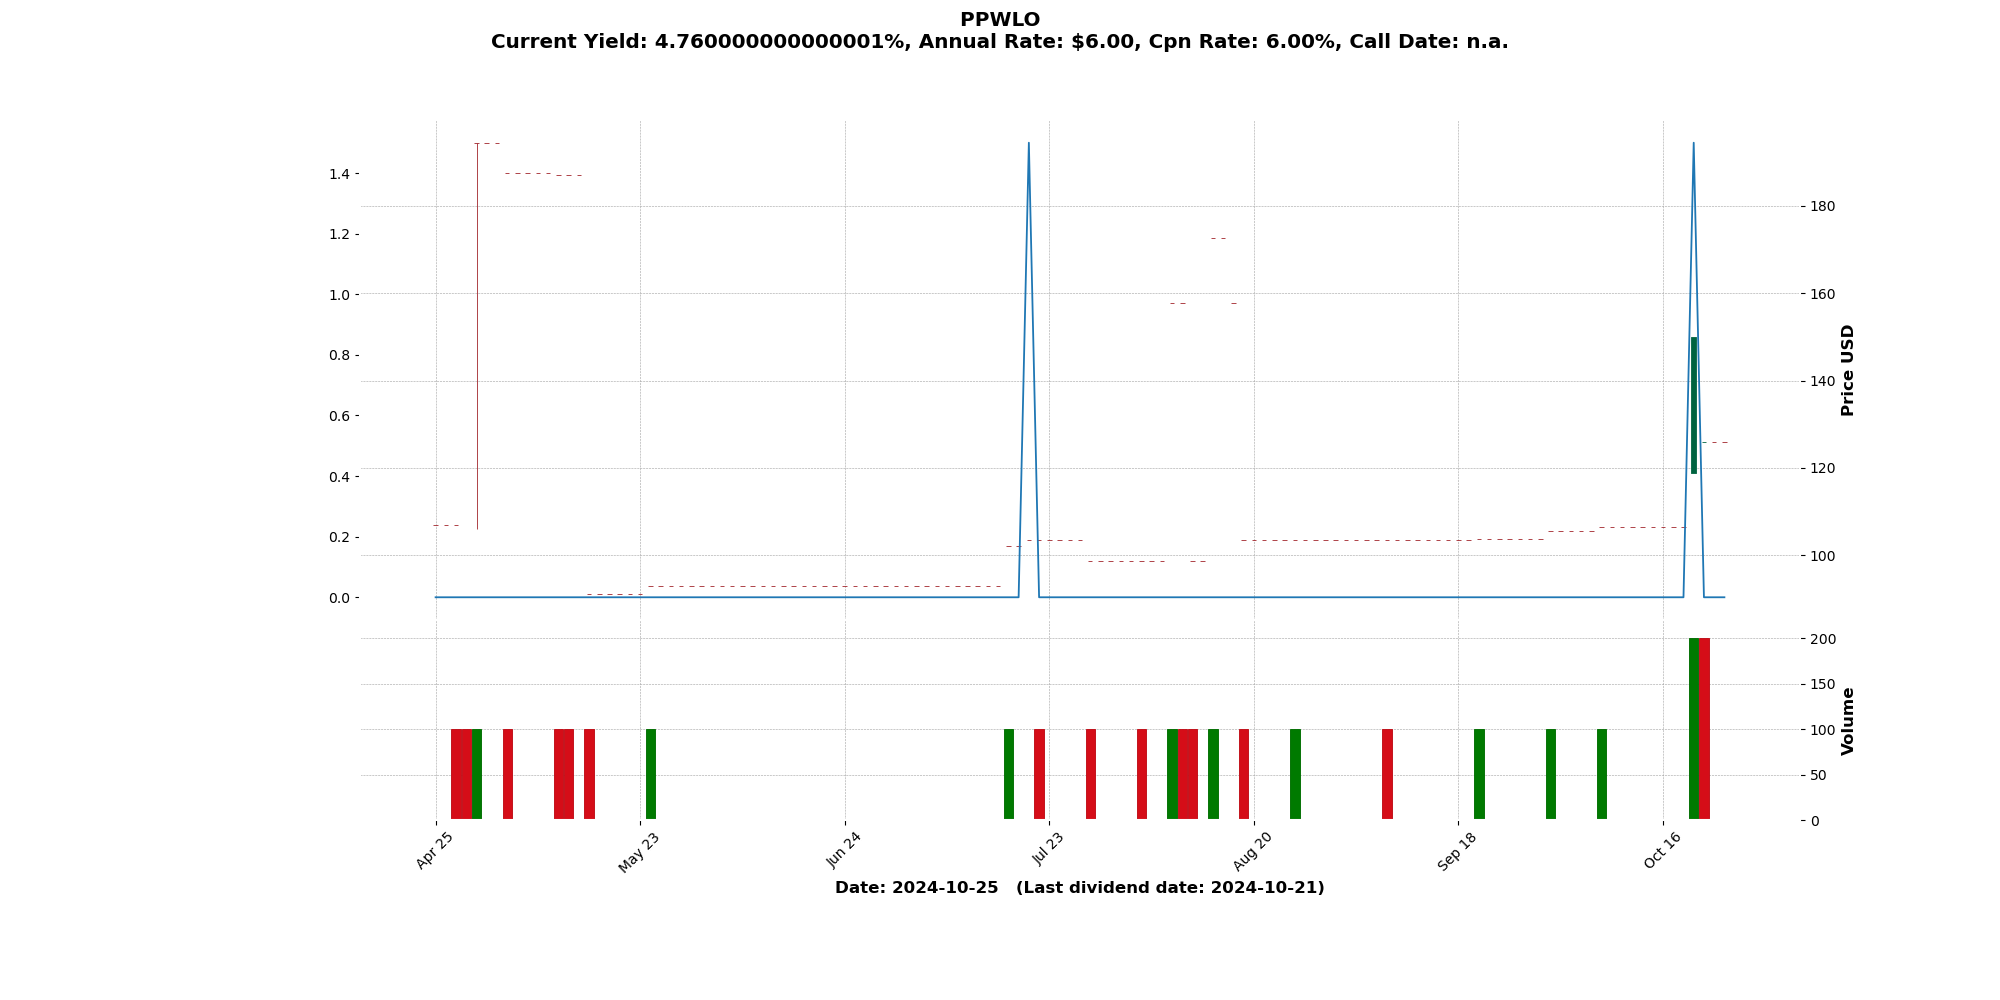 PPWLO
Current Yield: 4.760000000000001%, Annual Rate: $6.00, Cpn Rate: 6.00%, Call Date: n.a.
1.4
1.2
1.0
0.8
0.6
0.4
0.2
0.0
180
160
140
120
100
Price USD
200
150
100
50
0
Volume
Apr 25
May 23
Jun 24
Jul 23
Aug 20
Sep 18
Oct 16
Date: 2024-10-25 (Last dividend date: 2024-10-21)